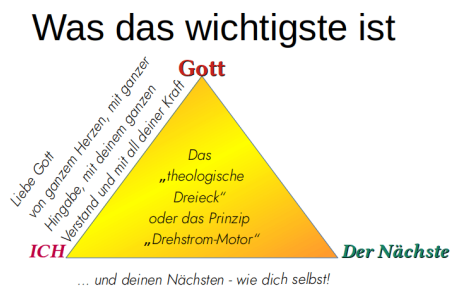 Was das wichtigste ist
Gott
Liebe Gott
von ganzem Herzen, mit ganzer
Hingabe, mit deinem ganzen
Verstand und mit all deiner Kraft
Das
„theologische
Dreieck“
oder das Prinzip
„Drehstrom-Motor“
ICH
Der Nächste
... und deinen Nächsten - wie dich selbst!